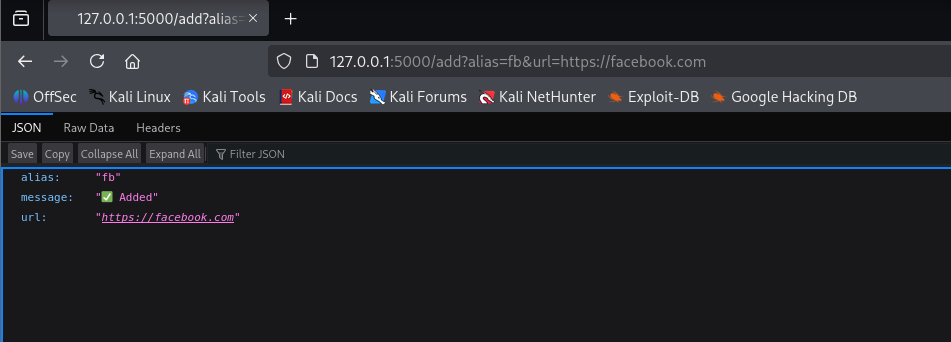 127.0.0.1:5000/add?alias=
127.0.0.1:5000/add?alias=fb&url=https://facebook.com
OffSec Kali Linux Kali Tools Kali Docs Kali Forums Kali NetHunter Exploit-DB Google Hacking DB
JSON Raw Data Headers
Save Copy Collapse All Expand All Filter JSON
alias: "fb"
message: "✅ Added"
url: "https://facebook.com"